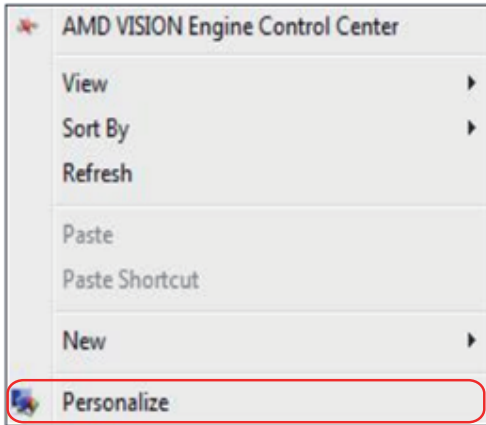 AMD VISION Engine Control Center
View
Sort By
Refresh
Paste
Paste Shortcut
New
Personalize